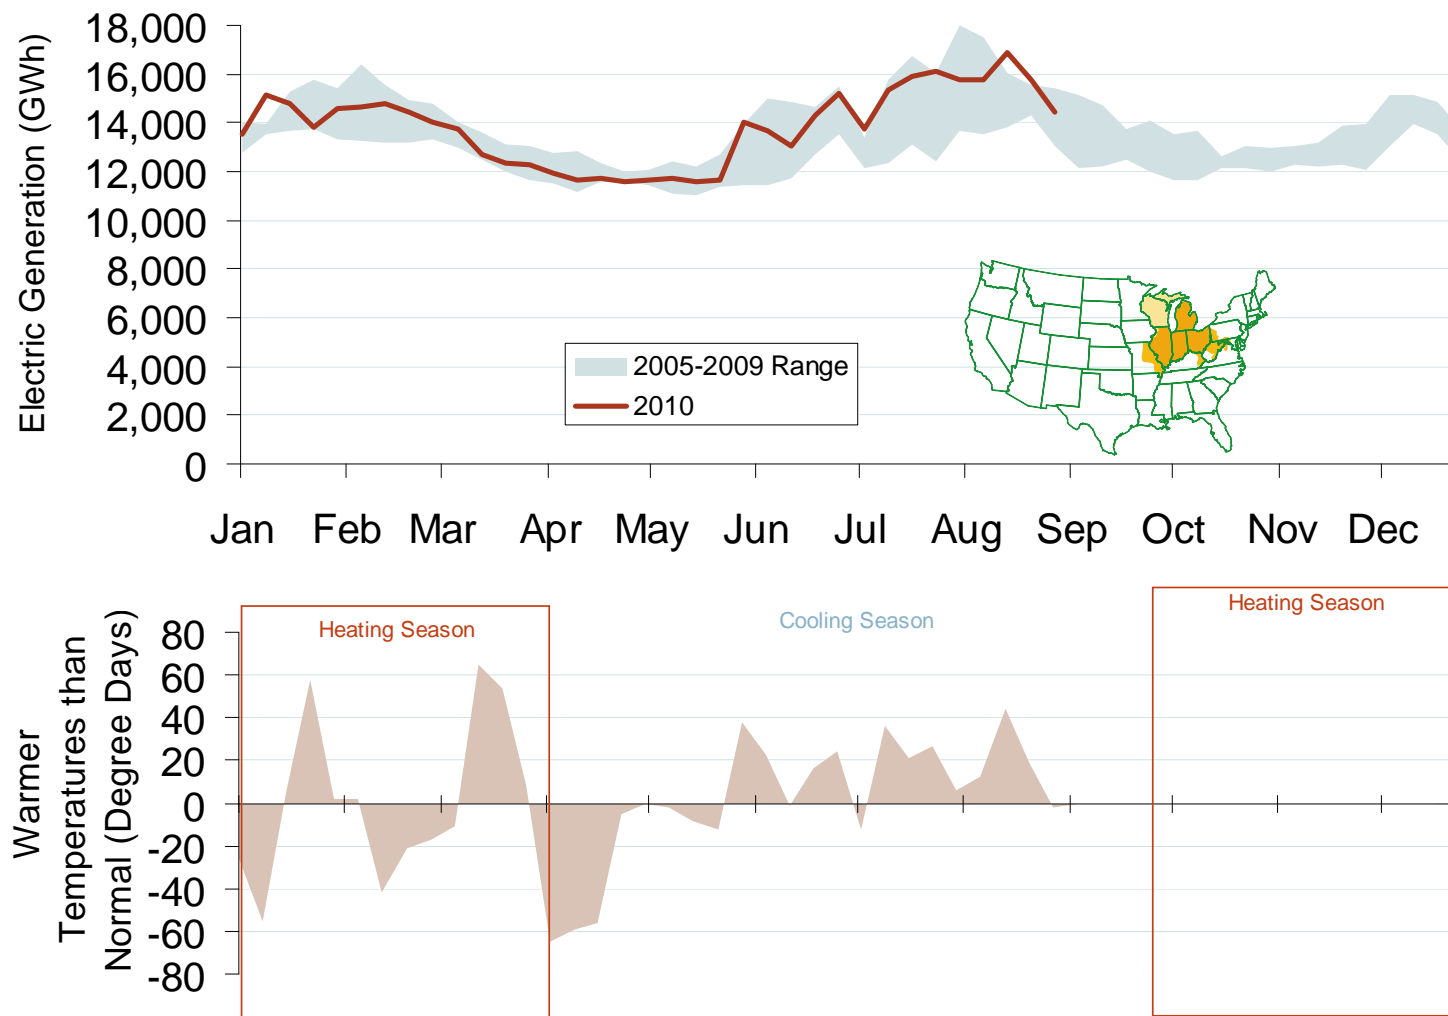 Electric Generation (GWh)
18,000
16,000
14,000
12,000
10,000
8,000
6,000
4,000
2,000
0
2005-2009 Range
2010
Jan Feb Mar Apr May Jun Jul Aug Sep Oct Nov Dec
Warmer
Temperatures than
Normal (Degree Days)
80
60
40
20
0
-20
-40
-60
-80
Heating Season
Cooling Season
Heating Season